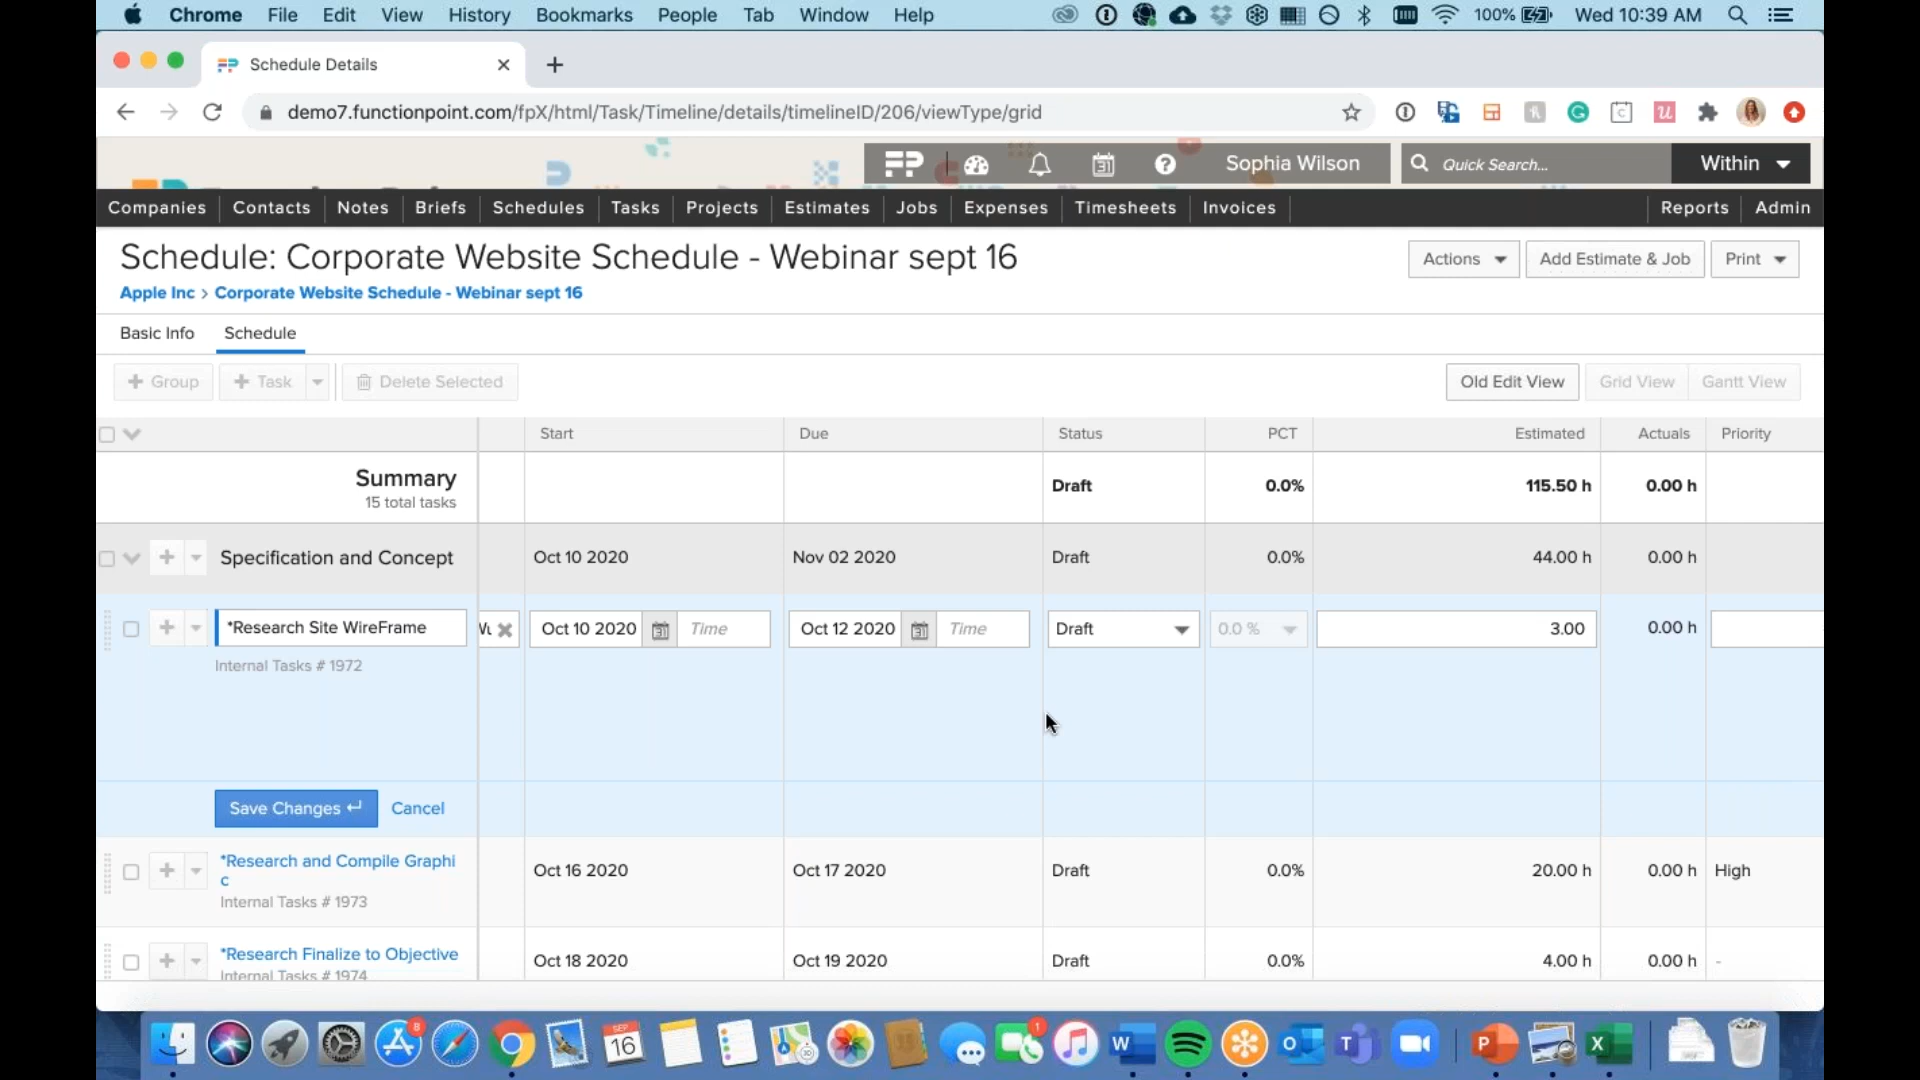 Chrome File Edit View History Bookmarks People Tab Window Help 100% Wed 10:39 AM
Schedule Details
demo7.functionpoint.com/fpX/html/Task/Timeline/details/timelineID/206/viewType/grid
FP 31 Sophia Wilson Quick Search... Within
Companies Contacts Notes Briefs Schedules Tasks Projects Estimates Jobs Expenses Timesheets Invoices Reports Admin
Schedule: Corporate Website Schedule - Webinar sept 16
Actions Add Estimate & Job Print
Apple Inc > Corporate Website Schedule - Webinar sept 16
Basic Info Schedule
+ Group + Task Delete Selected Old Edit View Grid View Gantt View
Start Due Status PCT Estimated Actuals Priority
Summary Draft 0.0% 115.50 h 0.00 h
15 total tasks
Specification and Concept Oct 10 2020 Nov 02 2020 Draft 0.0% 44.00 h 0.00 h
*Research Site WireFrame Oct 10 2020 Time Oct 12 2020 Time Draft 0.0 % 3.00 0.00 h
Internal Tasks # 1972
Save Changes Cancel
*Research and Compile Graphi
c
Oct 16 2020 Oct 17 2020 Draft 0.0% 20.00 h 0.00 h High
Internal Tasks # 1973
*Research Finalize to Objective Oct 18 2020 Oct 19 2020 Draft 0.0% 4.00 h 0.00 h -
Internal Tasks # 1974
8 SEP 16 1 W O T P X